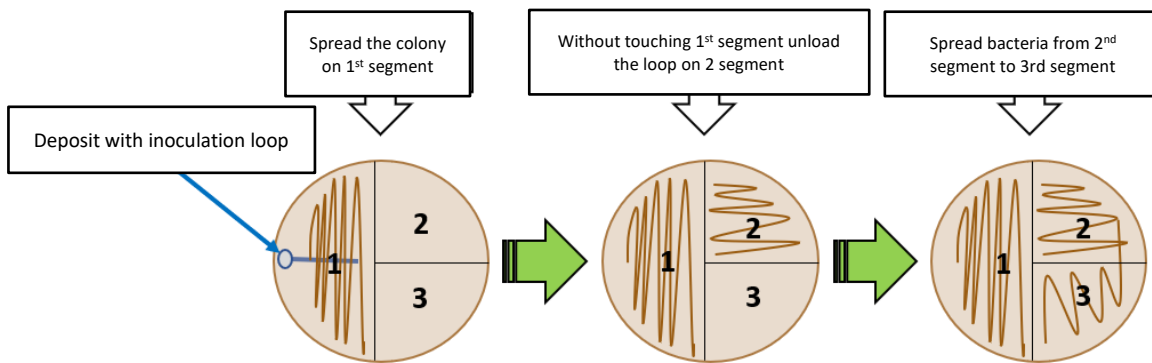 Spread the colony
on 1st segment
Without touching 1st segment unload
the loop on 2 segment
Spread bacteria from 2nd
segment to 3rd segment
Deposit with inoculation loop
1
2
3
1
2
3
1
2
3